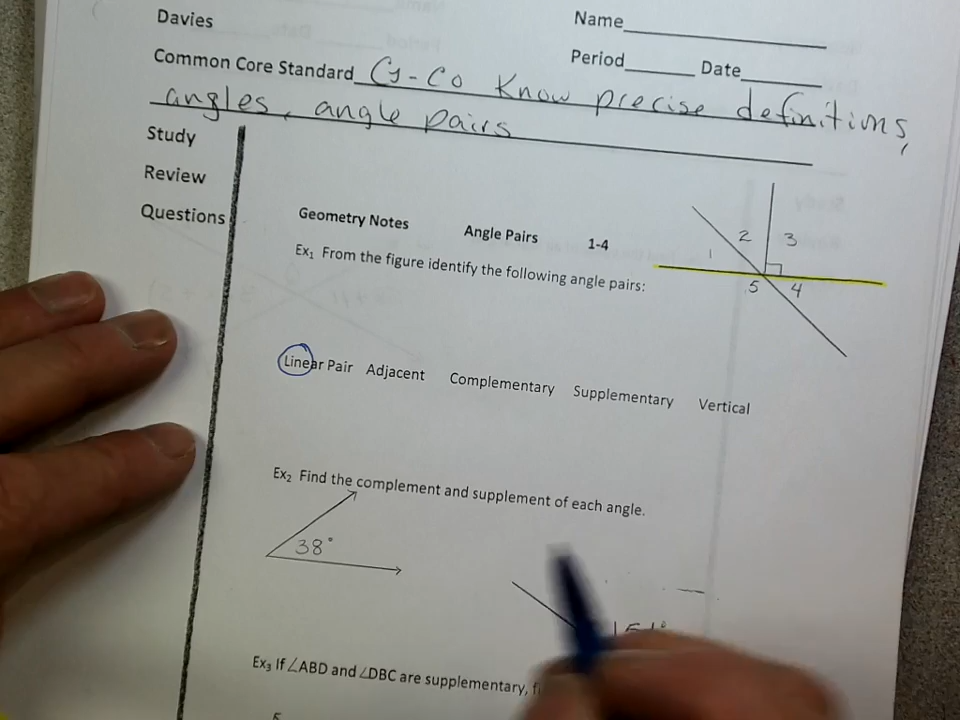 Davies
Name
Common Core Standard G-Co Know precise definitions,
Period Date
angles, angle pairs
Study
Review
Questions
Geometry Notes Angle Pairs 1-4
Ex1 From the figure identify the following angle pairs:
1 2 3
5 4
Linear Pair Adjacent Complementary Supplementary Vertical
Ex2 Find the complement and supplement of each angle.
38°
Ex3 If ∠ABD and ∠DBC are supplementary,